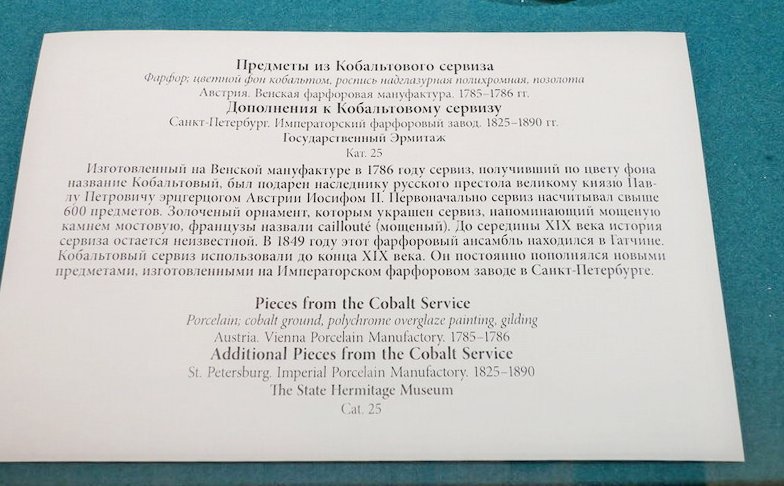 Предметы из Кобальтового сервиза
Фарфор; цветной фон кобальтом, роспись надглазурная полихромная, позолота
Австрия. Венская фарфоровая мануфактура. 1785–1786 гг.
Дополнения к Кобальтовому сервизу
Санкт-Петербург. Императорский фарфоровый завод. 1825–1890 гг.
Государственный Эрмитаж
Кат. 25
Изготовленный на Венской мануфактуре в 1786 году сервиз, получивший по цвету фона
название Кобальтовый, был подарен наследнику русского престола великому князю Пав-
лу Петровичу эрцгерцогом Австрии Иосифом II. Первоначально сервиз насчитывал свыше
600 предметов. Золоченый орнамент, которым украшен сервиз, напоминающий мощеную
камнем мостовую, французы назвали caillouté (мощеный). До середины XIX века история
сервиза остается неизвестной. В 1849 году этот фарфоровый ансамбль находился в Гатчине.
Кобальтовый сервиз использовали до конца XIX века. Он постоянно пополнялся новыми
предметами, изготовленными на Императорском фарфоровом заводе в Санкт-Петербурге.
Pieces from the Cobalt Service
Porcelain; cobalt ground, polychrome overglaze painting, gilding
Austria. Vienna Porcelain Manufactory. 1785–1786
Additional Pieces from the Cobalt Service
St. Petersburg. Imperial Porcelain Manufactory. 1825–1890
The State Hermitage Museum
Cat. 25